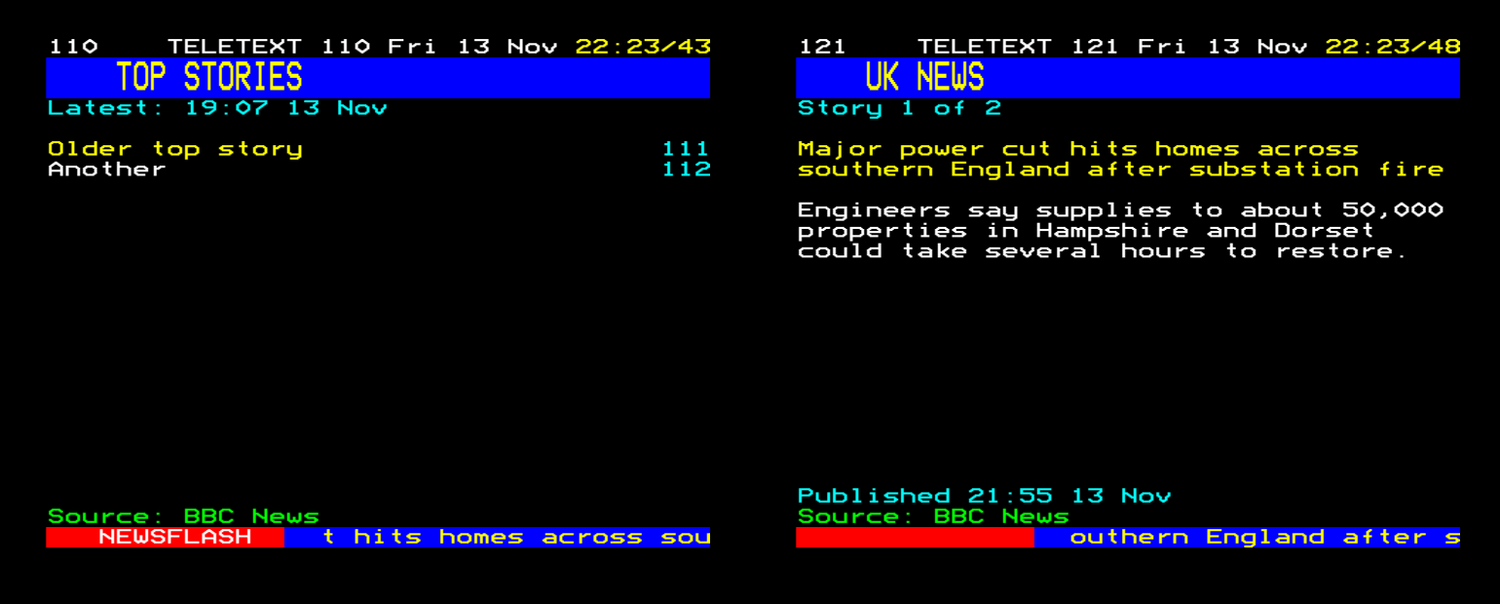 110 TELETEXT 110 Fri 13 Nov 22:23/43
TOP STORIES
Latest: 19:07 13 Nov
Older top story 111
Another 112
Source: BBC News
NEWSFLASH t hits homes across sou
121 TELETEXT 121 Fri 13 Nov 22:23/48
UK NEWS
Story 1 of 2
Major power cut hits homes across
southern England after substation fire
Engineers say supplies to about 50,000
properties in Hampshire and Dorset
could take several hours to restore.
Published 21:55 13 Nov
Source: BBC News
outhern England after s